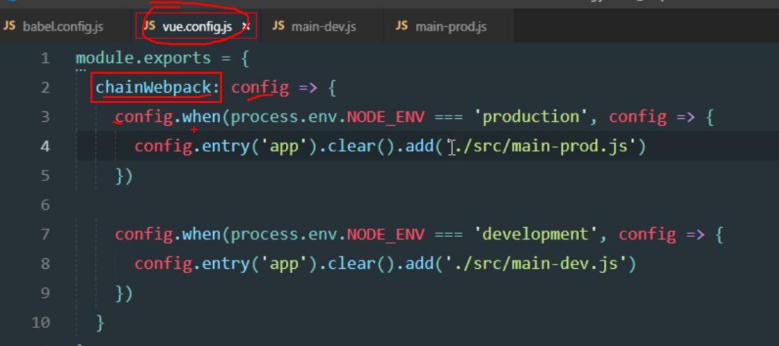 JS babel.config.js JS vue.config.js × JS main-dev.js JS main-prod.js
1 module.exports = {
2 chainWebpack: config => {
3 config.when(process.env.NODE_ENV === 'production', config => {
4 config.entry('app').clear().add('./src/main-prod.js')
5 })
6
7 config.when(process.env.NODE_ENV === 'development', config => {
8 config.entry('app').clear().add('./src/main-dev.js')
9 })
10 }